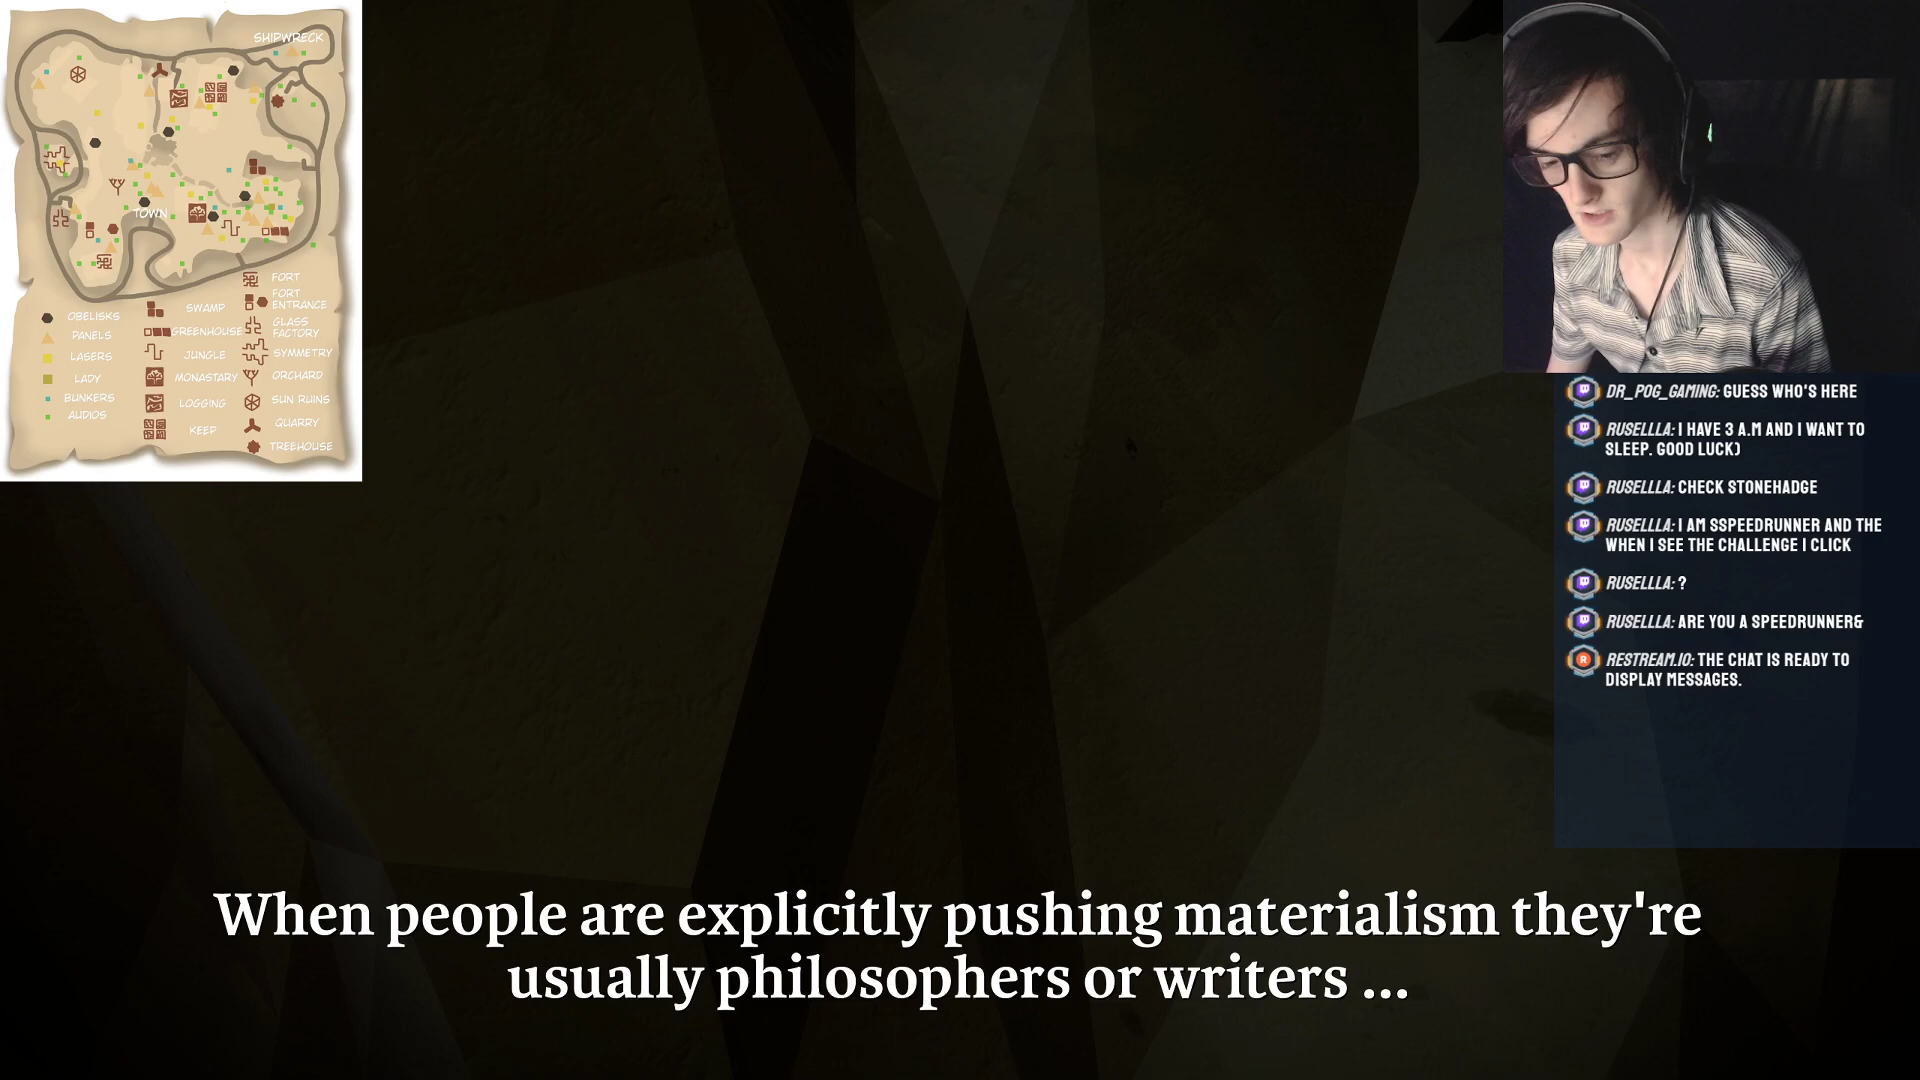 SHIPWRECK
TOWN
OBELISKS
PANELS
LASERS
LADY
BUNKERS
AUDIOS
SWAMP
GREENHOUSE
JUNGLE
MONASTARY
LOGGING
KEEP
FORT
FORT
ENTRANCE
GLASS
FACTORY
SYMMETRY
ORCHARD
SUN RUINS
QUARRY
TREEHOUSE
DR_POG_GAMING: GUESS WHO'S HERE
RUSELLLA: I HAVE 3 A.M AND I WANT TO
SLEEP. GOOD LUCK)
RUSELLLA: CHECK STONEHADGE
RUSELLLA: I AM SSPEEDRUNNER AND THE
WHEN I SEE THE CHALLENGE I CLICK
RUSELLLA: ?
RUSELLLA: ARE YOU A SPEEDRUNNER&
RESTREAM.IO: THE CHAT IS READY TO
DISPLAY MESSAGES.
When people are explicitly pushing materialism they're
usually philosophers or writers ...